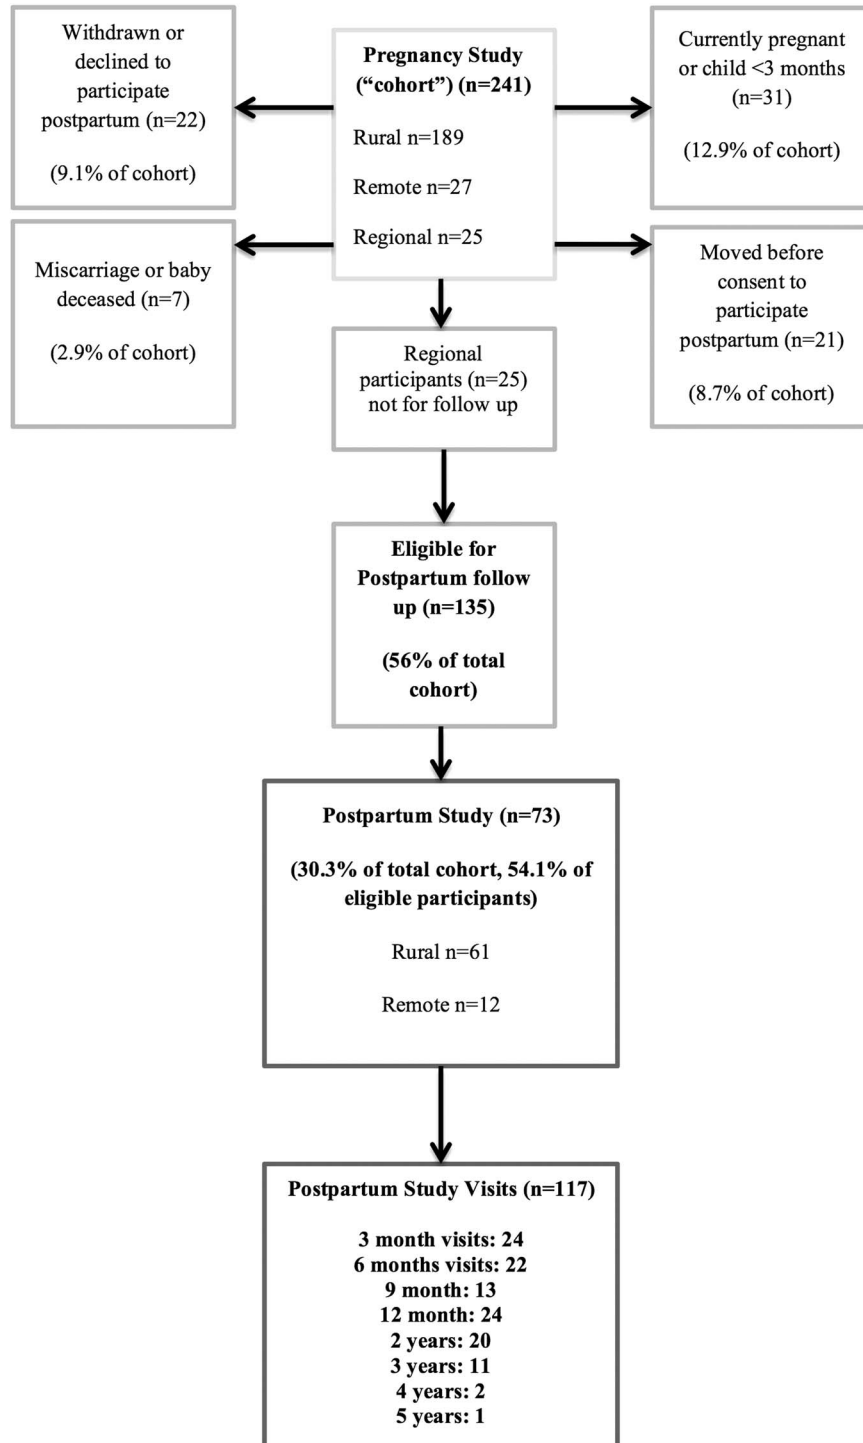 Withdrawn or
declined to
participate
postpartum (n=22)
(9.1% of cohort)
Pregnancy Study
(“cohort”) (n=241)
Rural n=189
Remote n=27
Regional n=25
Currently pregnant
or child <3 months
(n=31)
(12.9% of cohort)
Miscarriage or baby
deceased (n=7)
(2.9% of cohort)
Moved before
consent to
participate
postpartum (n=21)
(8.7% of cohort)
Regional
participants (n=25)
not for follow up
Eligible for
Postpartum follow
up (n=135)
(56% of total
cohort)
Postpartum Study (n=73)
(30.3% of total cohort, 54.1% of
eligible participants)
Rural n=61
Remote n=12
Postpartum Study Visits (n=117)
3 month visits: 24
6 months visits: 22
9 month: 13
12 month: 24
2 years: 20
3 years: 11
4 years: 2
5 years: 1